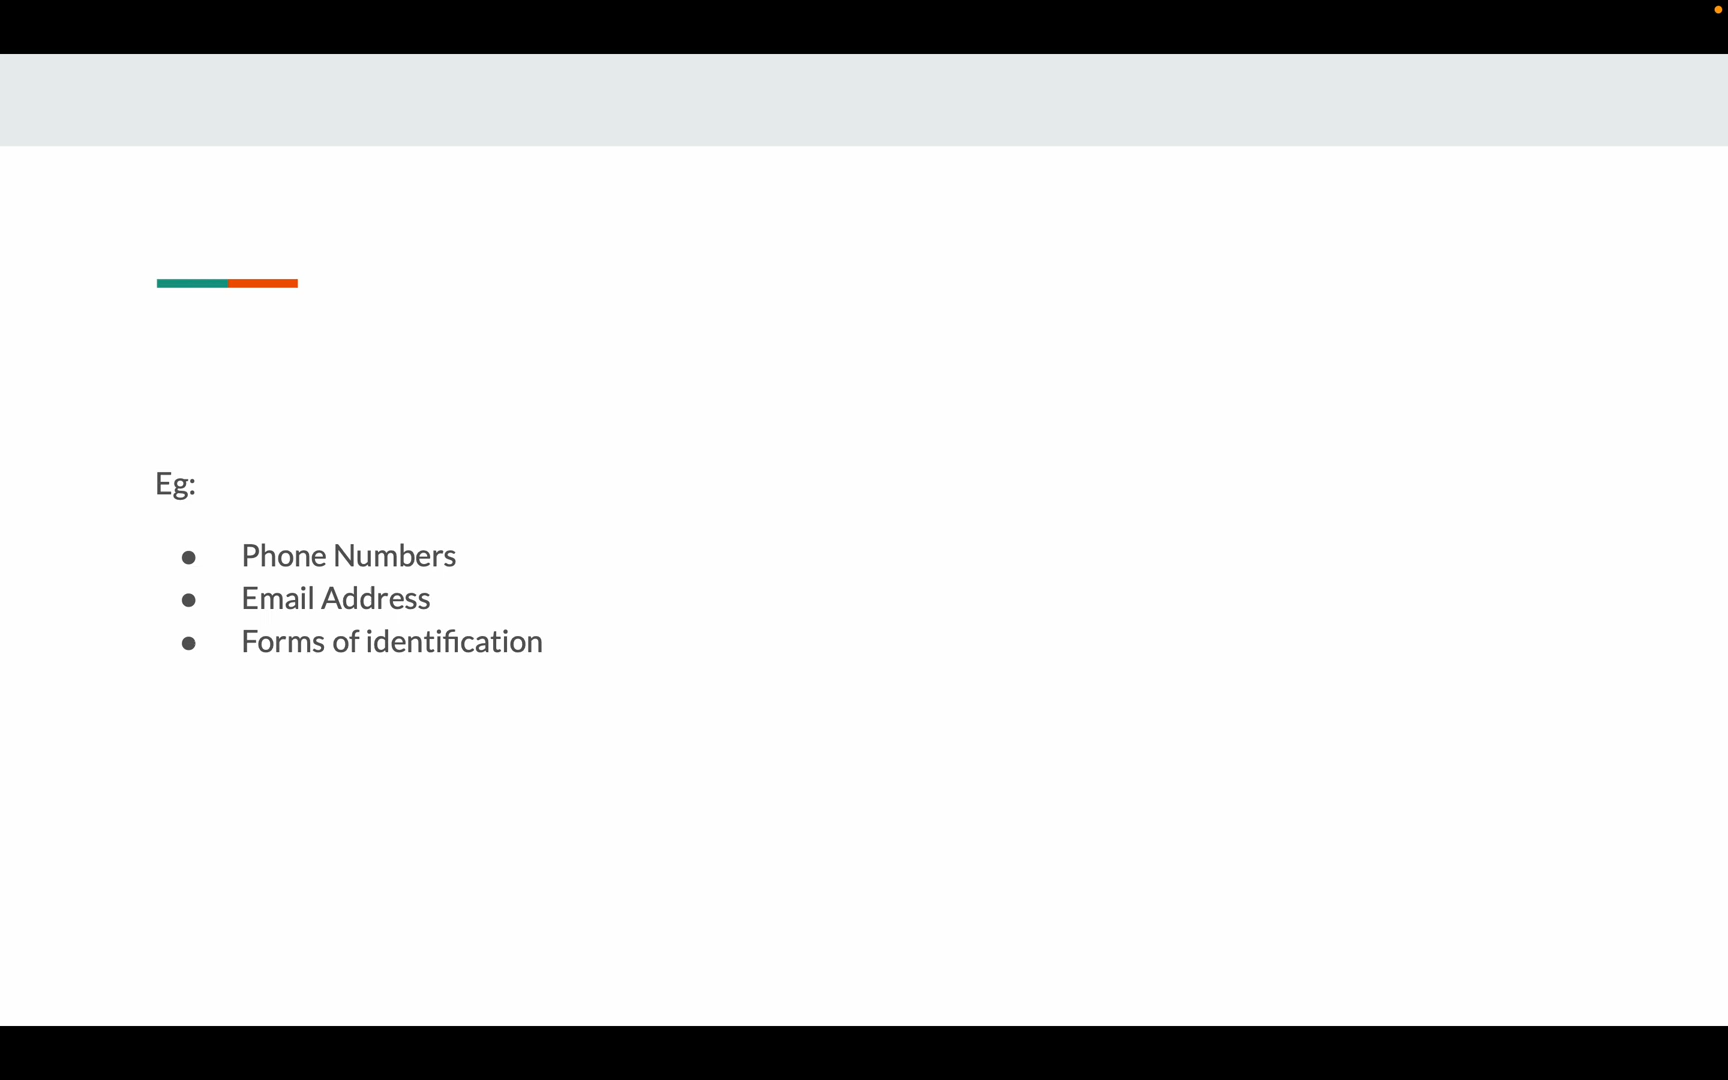 Eg:
● Phone Numbers
● Email Address
● Forms of identification